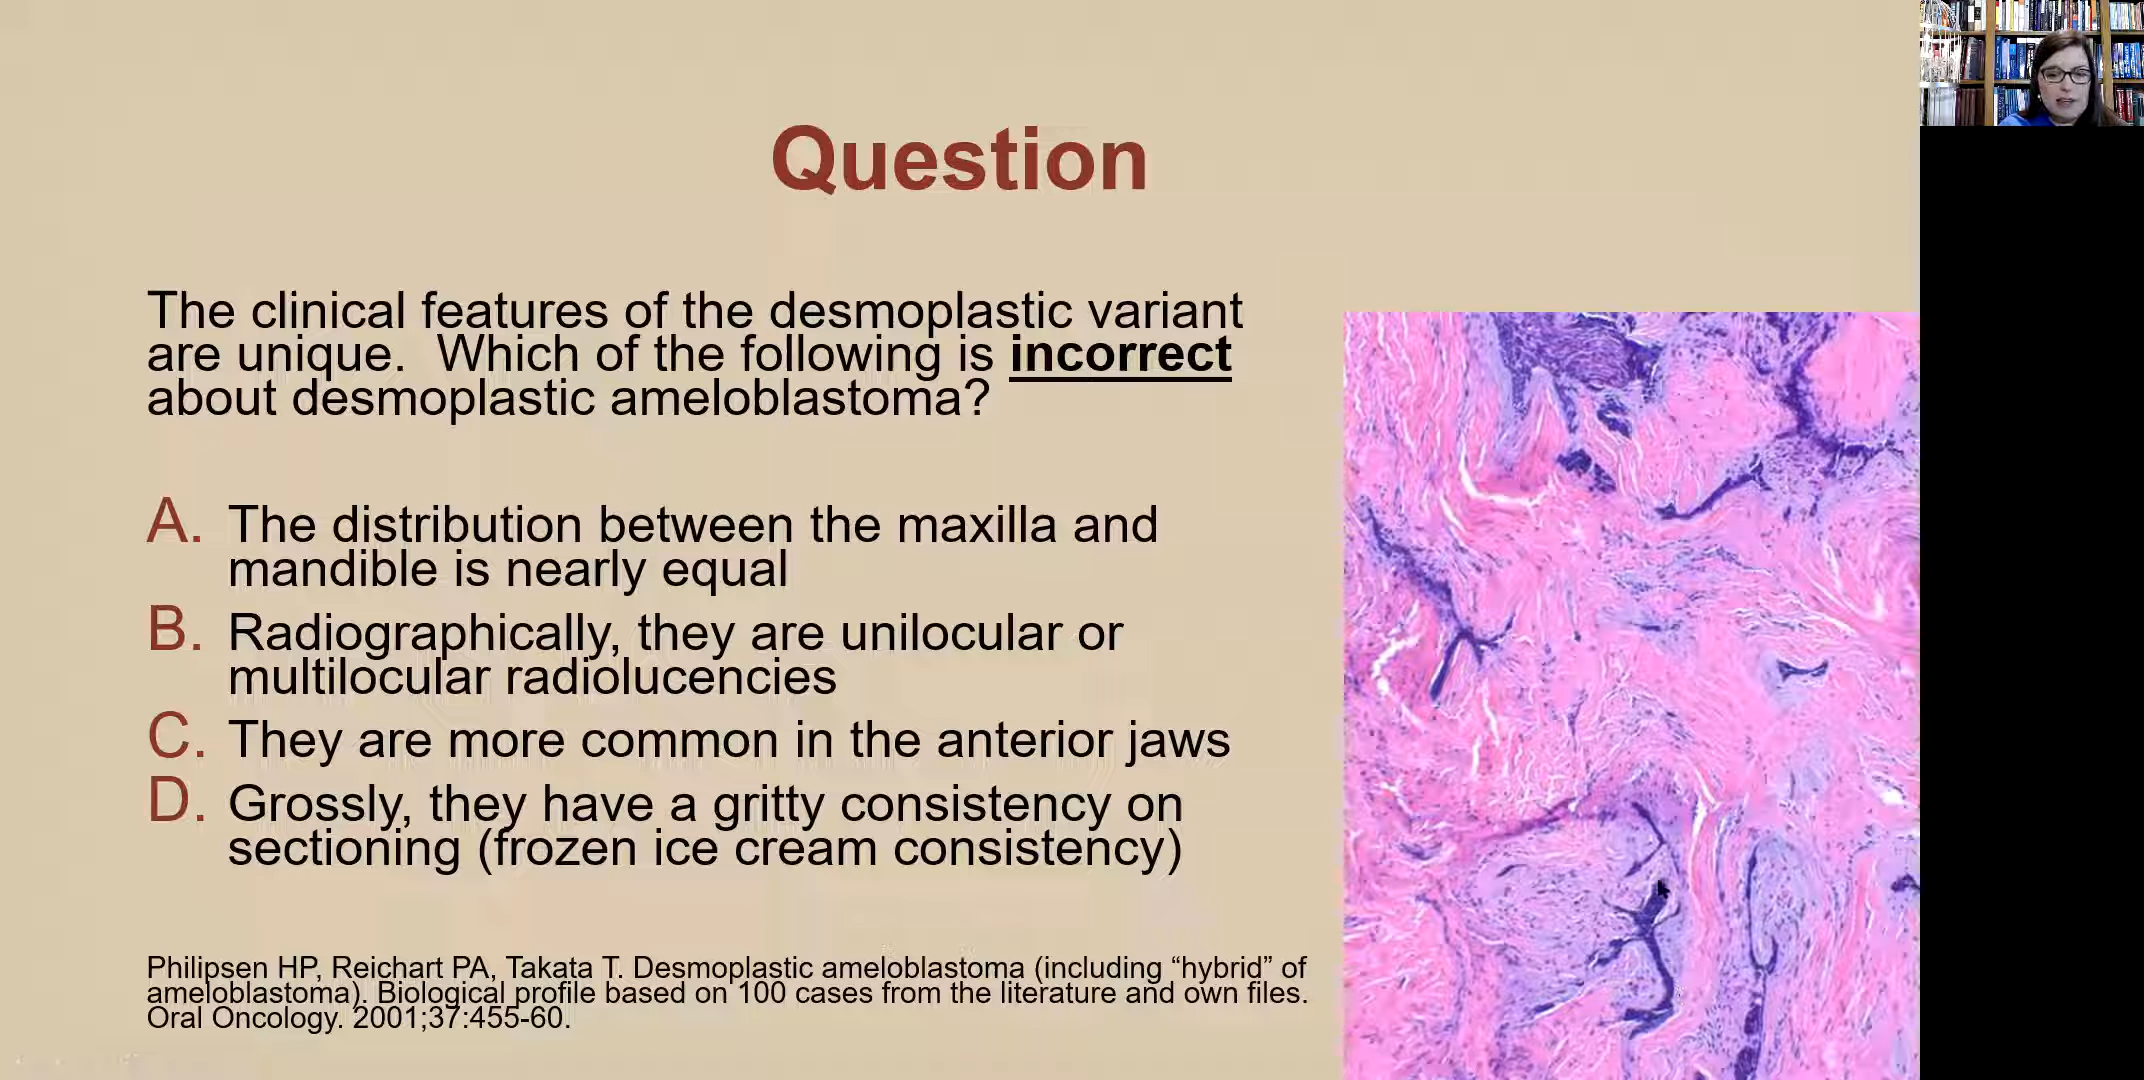 Question
The clinical features of the desmoplastic variant
are unique.  Which of the following is incorrect
about desmoplastic ameloblastoma?
A. The distribution between the maxilla and
mandible is nearly equal
B. Radiographically, they are unilocular or
multilocular radiolucencies
C. They are more common in the anterior jaws
D. Grossly, they have a gritty consistency on
sectioning (frozen ice cream consistency)
Philipsen HP, Reichart PA, Takata T. Desmoplastic ameloblastoma (including “hybrid” of
ameloblastoma). Biological profile based on 100 cases from the literature and own files.
Oral Oncology. 2001;37:455-60.